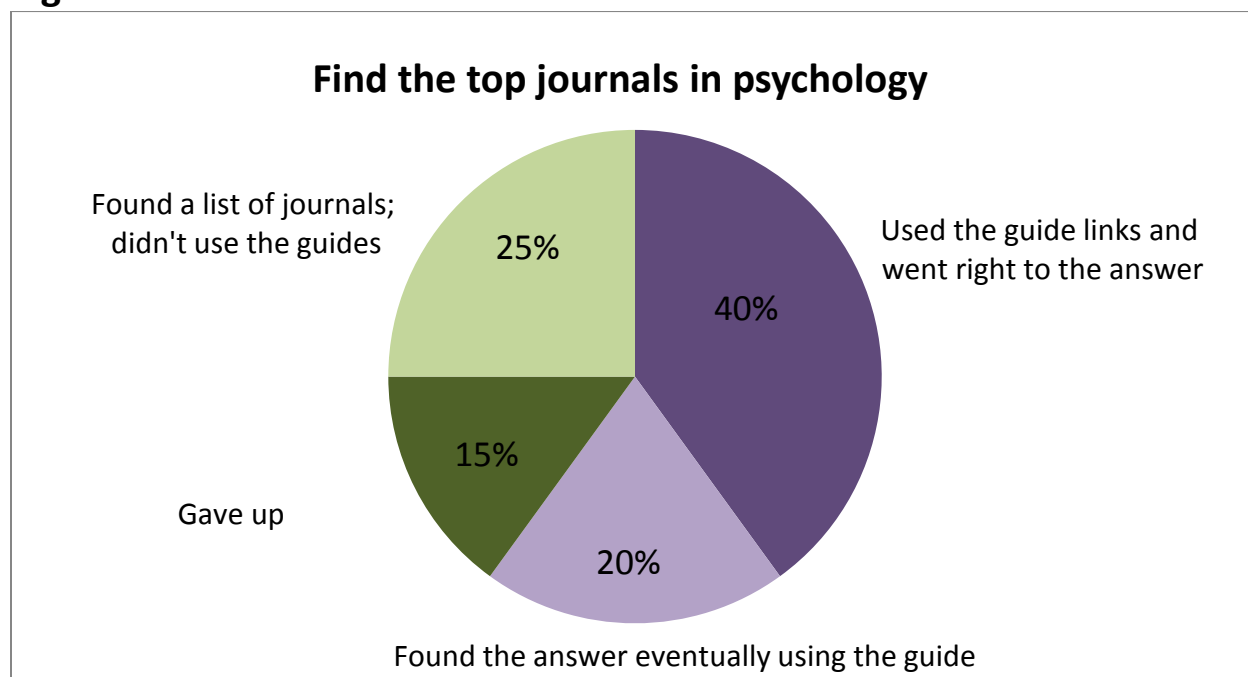 Find the top journals in psychology
Found a list of journals;
didn't use the guides
25%
Used the guide links and
went right to the answer
40%
15%
Gave up
20%
Found the answer eventually using the guide